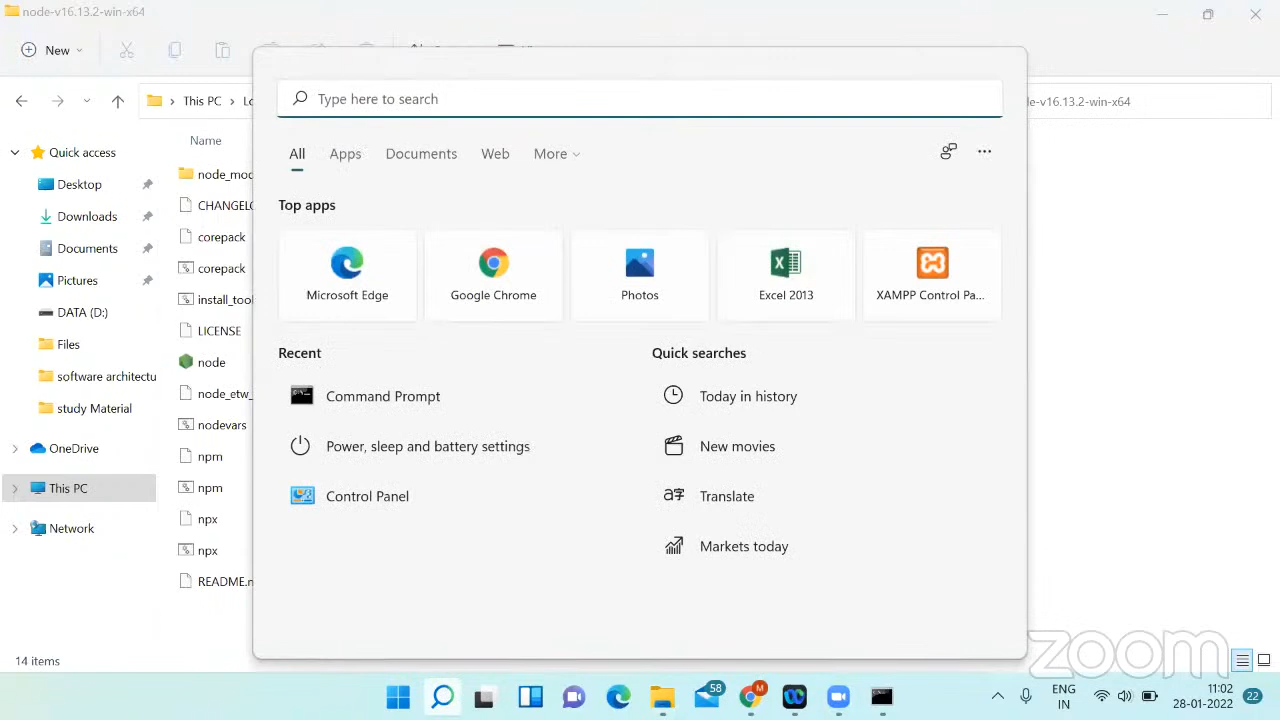 node-v16.13.2-win-x64
New
This PC
de-v16.13.2-win-x64
Type here to search
Name
All
Apps
Documents
Web
More
Quick access
Desktop
Downloads
Documents
Pictures
DATA (D:)
Files
software architectu
study Material
OneDrive
This PC
Network
node_mod
CHANGELO
corepack
corepack
install_tool
LICENSE
node
node_etw_
nodevars
npm
npm
npx
npx
README.m
Top apps
Microsoft Edge
Google Chrome
Photos
Excel 2013
XAMPP Control Pa...
Recent
Quick searches
Command Prompt
Today in history
Power, sleep and battery settings
New movies
Control Panel
Translate
Markets today
14 items
zoom
58
M
ENG
IN
11:02
28-01-2022
22